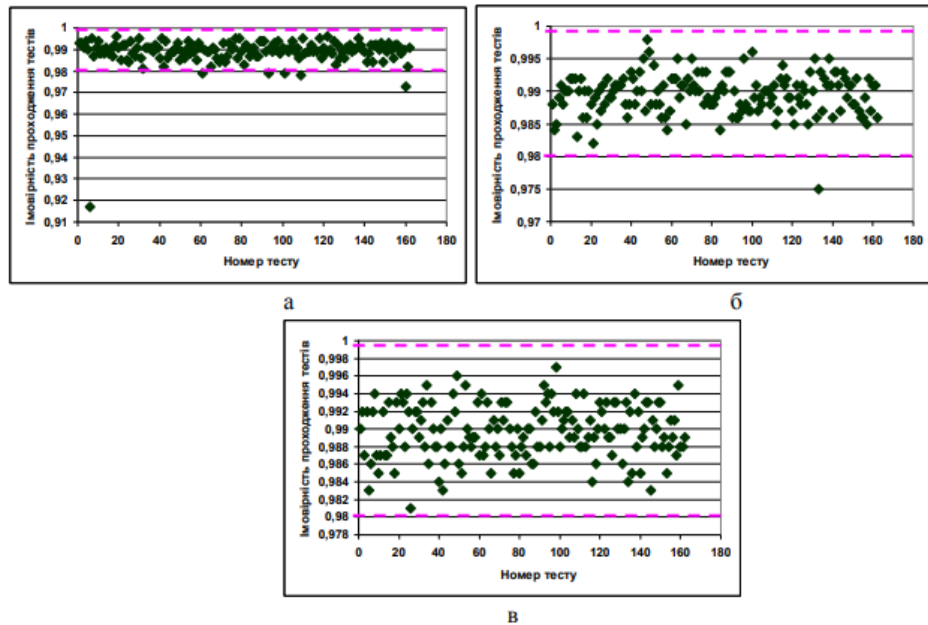 Імовірність проходження тестів
1
0,99
0,98
0,97
0,96
0,95
0,94
0,93
0,92
0,91
0 20 40 60 80 100 120 140 160 180
Номер тесту
а
Імовірність проходження тестів
1
0,995
0,99
0,985
0,98
0,975
0,97
0 20 40 60 80 100 120 140 160 180
Номер тесту
б
Імовірність проходження тестів
1
0,998
0,996
0,994
0,992
0,99
0,988
0,986
0,984
0,982
0,98
0,978
0 20 40 60 80 100 120 140 160 180
Номер тесту
в